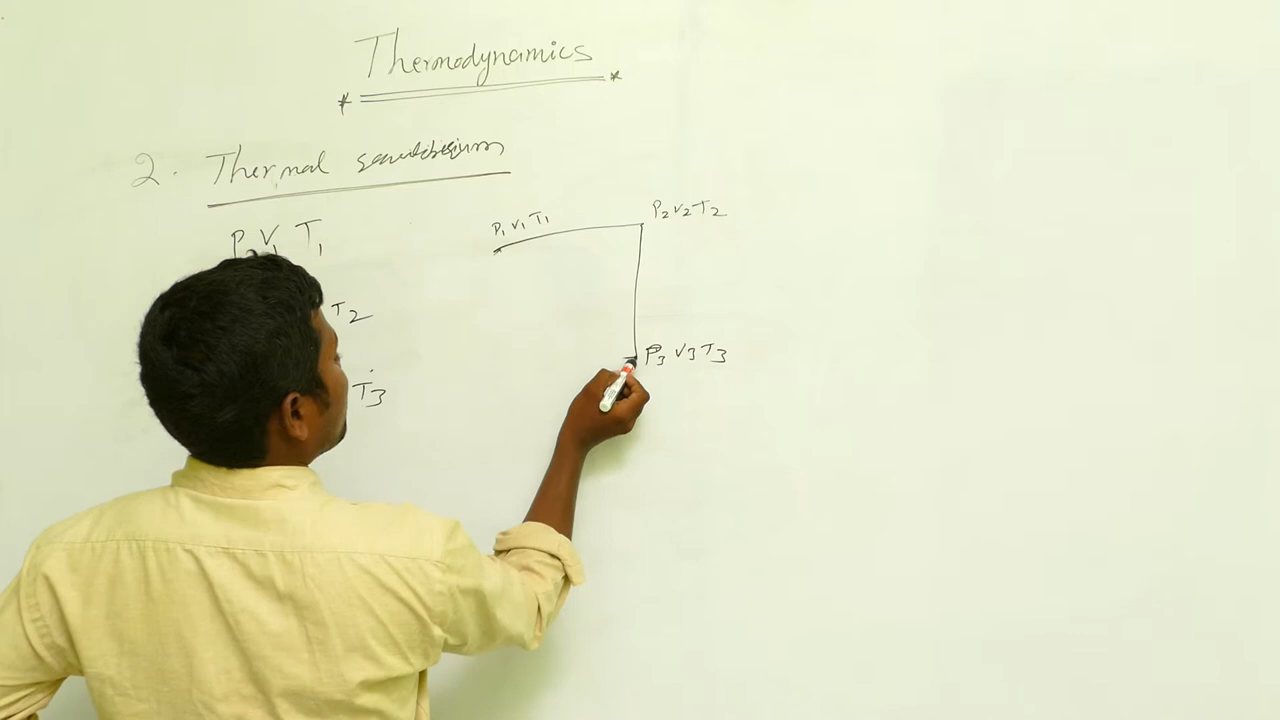 Thermodynamics
2. Thermal
P1 V1 T1
T2
T3
P1 V1 T1
P2 V2 T2
P3 V3 T3